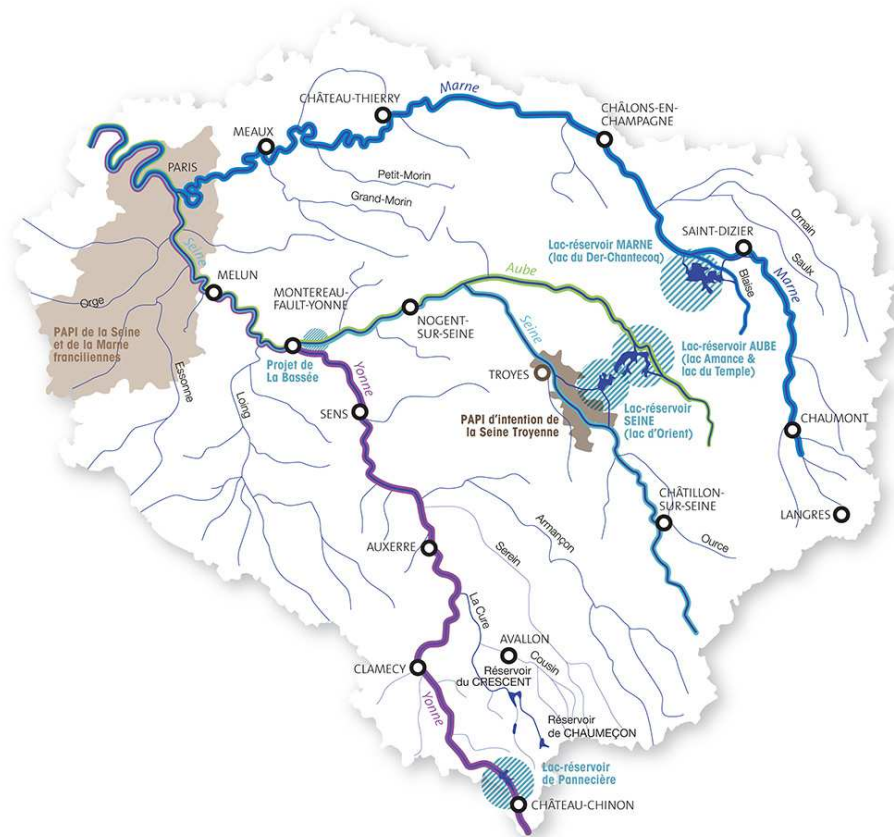 Marne
CHÂTEAU-THIERRY
CHÂLONS-EN-
CHAMPAGNE
MEAUX
PARIS
Petit-Morin
Grand-Morin
Ornain
Saulx
SAINT-DIZIER
Lac-réservoir MARNE
(lac du Der-Chantecoq)
Blaise
Marne
Seine
MELUN
Aube
MONTEREAU-
FAULT-YONNE
NOGENT-
SUR-SEINE
Orge
PAPI de la Seine
et de la Marne
franciliennes
Essonne
Projet de
La Bassée
Loing
Seine
TROYES
Lac-réservoir AUBE
(lac Amance &
lac du Temple)
Yonne
SENS
PAPI d'intention de
la Seine Troyenne
Lac-réservoir
SEINE
(lac d'Orient)
CHAUMONT
CHÂTILLON-
SUR-SEINE
LANGRES
Ource
AUXERRE
Serein
Armançon
La Cure
AVALLON
Cousin
CLAMECY
Réservoir
du CRESCENT
Yonne
Réservoir
de CHAUMEÇON
Lac-réservoir
de Pannecière
CHÂTEAU-CHINON